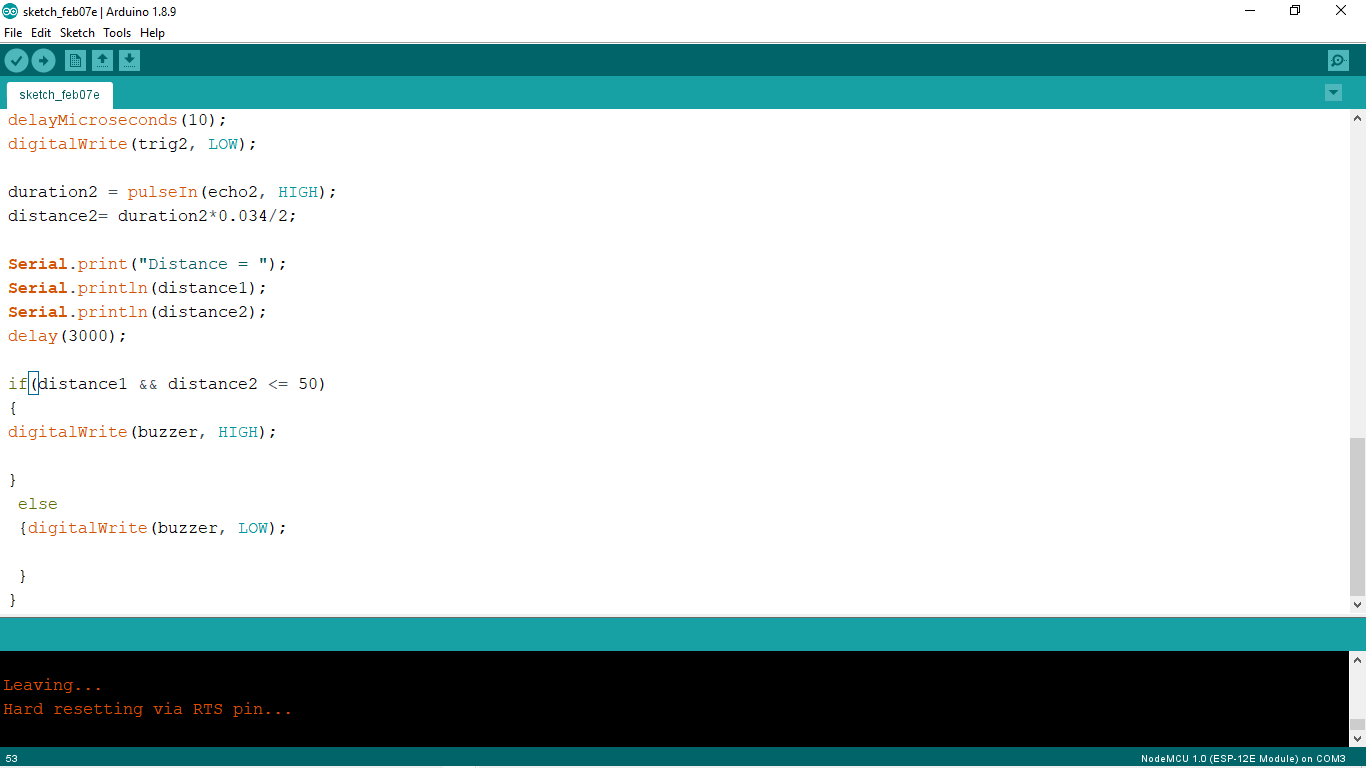 sketch_feb07e | Arduino 1.8.9
File Edit Sketch Tools Help
sketch_feb07e
delayMicroseconds(10);
digitalWrite(trig2, LOW);
duration2 = pulseIn(echo2, HIGH);
distance2= duration2*0.034/2;
Serial.print("Distance = ");
Serial.println(distance1);
Serial.println(distance2);
delay(3000);
if(distance1 && distance2 <= 50)
{
digitalWrite(buzzer, HIGH);
}
else
{digitalWrite(buzzer, LOW);
}
}
Leaving...
Hard resetting via RTS pin...
53 NodeMCU 1.0 (ESP-12E Module) on COM3